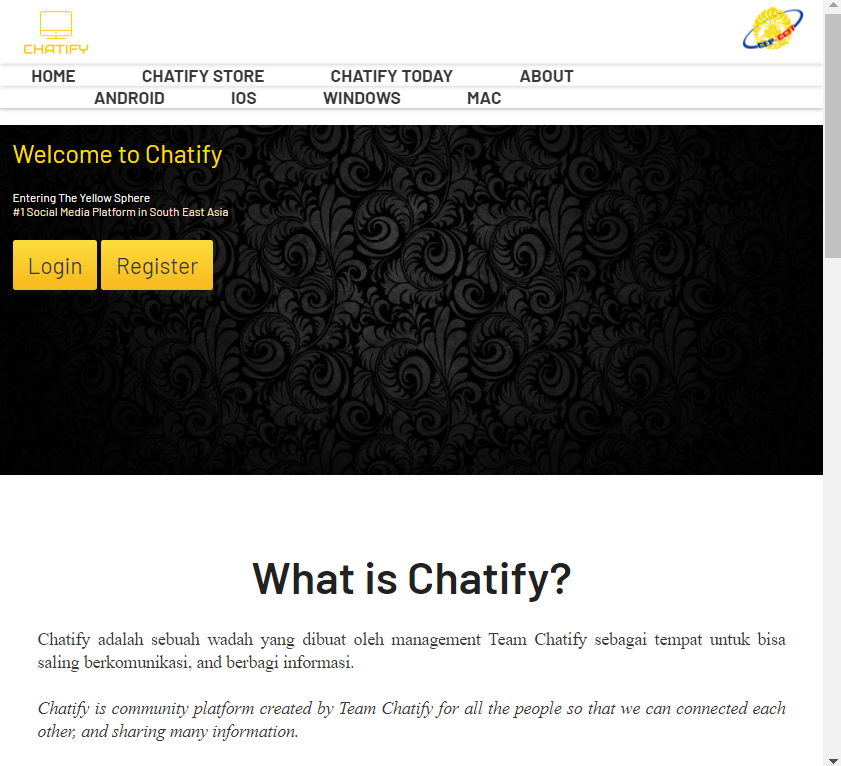 CHATIFY
CEP-CCIT
HOME CHATIFY STORE CHATIFY TODAY ABOUT
ANDROID IOS WINDOWS MAC
Welcome to Chatify
Entering The Yellow Sphere
#1 Social Media Platform in South East Asia
Login Register
What is Chatify?
Chatify adalah sebuah wadah yang dibuat oleh management Team Chatify sebagai tempat untuk bisa
saling berkomunikasi, and berbagi informasi.
Chatify is community platform created by Team Chatify for all the people so that we can connected each
other, and sharing many information.